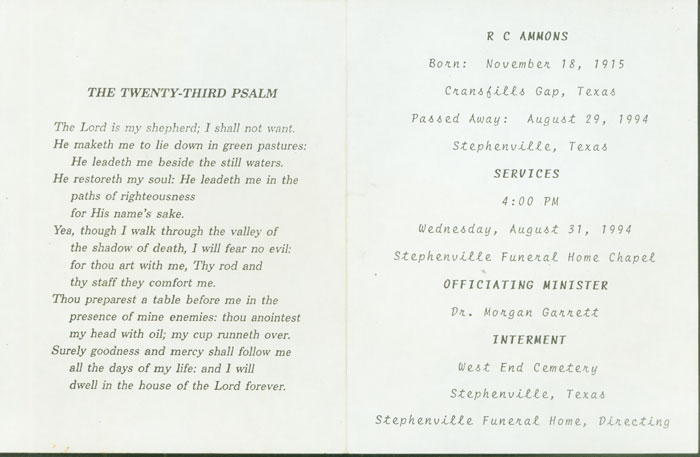 THE TWENTY-THIRD PSALM
The Lord is my shepherd; I shall not want.
He maketh me to lie down in green pastures:
He leadeth me beside the still waters.
He restoreth my soul: He leadeth me in the
paths of righteousness
for His name's sake.
Yea, though I walk through the valley of
the shadow of death, I will fear no evil:
for thou art with me, Thy rod and
thy staff they comfort me.
Thou preparest a table before me in the
presence of mine enemies: thou anointest
my head with oil; my cup runneth over.
Surely goodness and mercy shall follow me
all the days of my life: and I will
dwell in the house of the Lord forever.
R C AMMONS
Born: November 18, 1915
Cransfills Gap, Texas
Passed Away: August 29, 1994
Stephenville, Texas
SERVICES
4:00 PM
Wednesday, August 31, 1994
Stephenville Funeral Home Chapel
OFFICIATING MINISTER
Dr. Morgan Garrett
INTERMENT
West End Cemetery
Stephenville, Texas
Stephenville Funeral Home, Directing